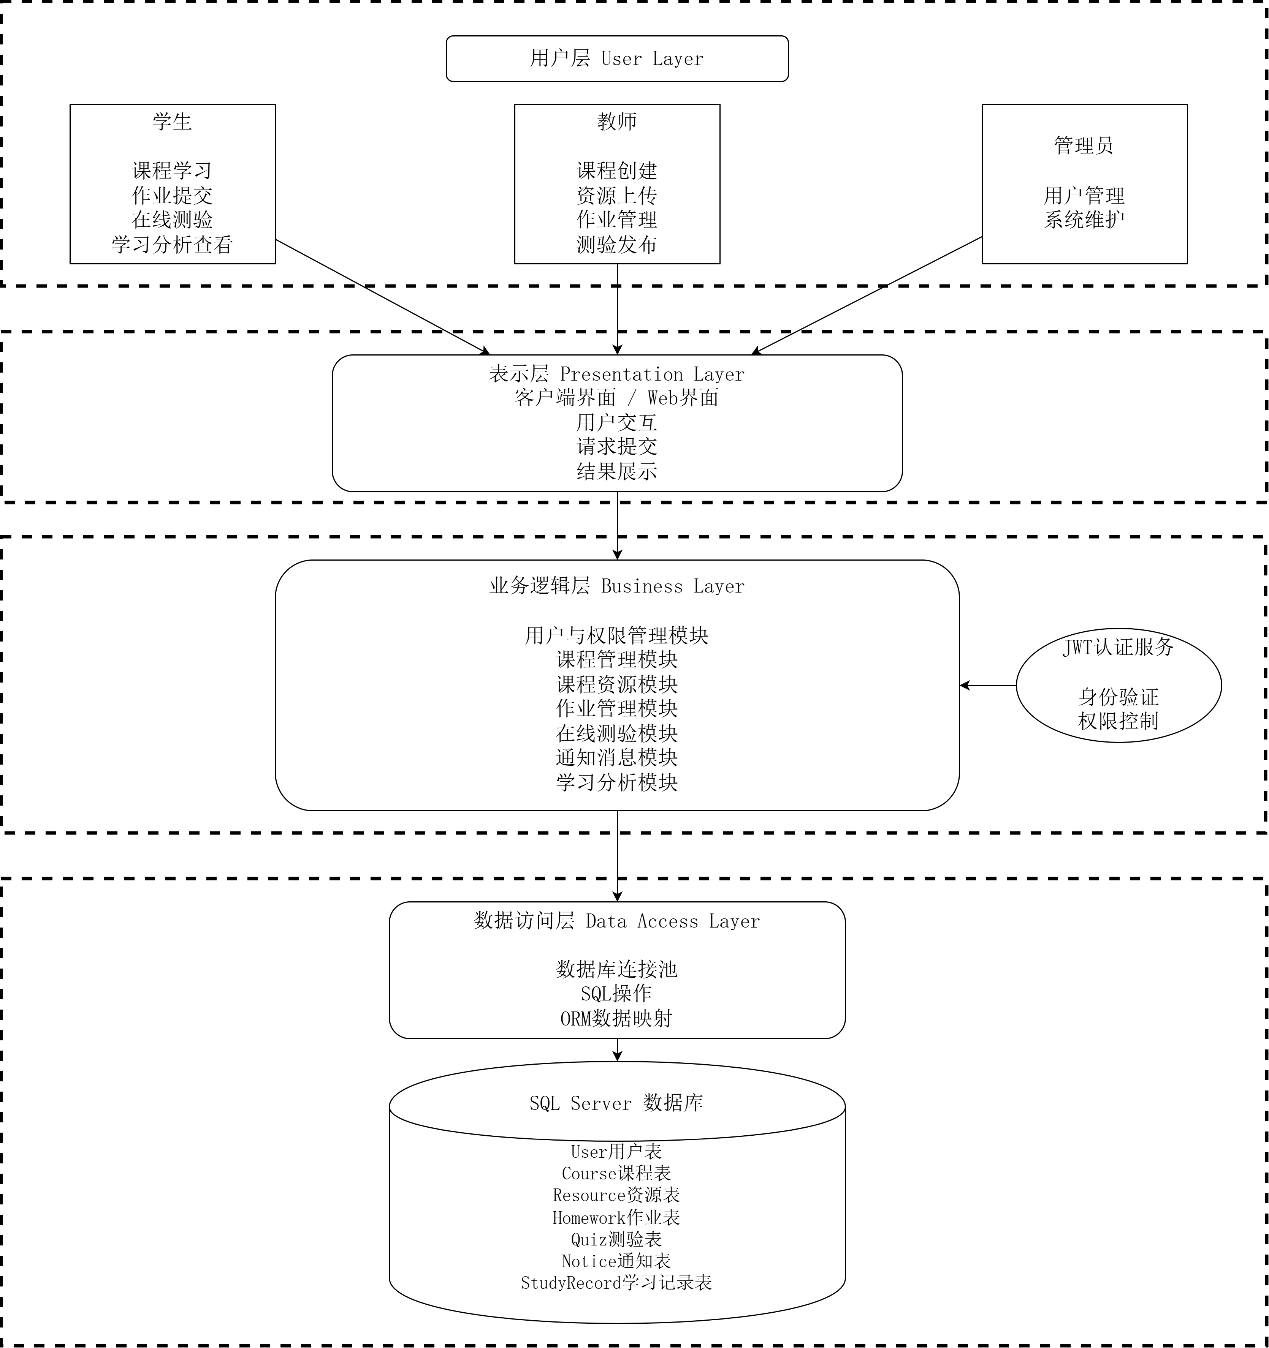 用户层 User Layer
学生
课程学习
作业提交
在线测验
学习分析查看
教师
课程创建
资源上传
作业管理
测验发布
管理员
用户管理
系统维护
表示层 Presentation Layer
客户端界面 / Web界面
用户交互
请求提交
结果展示
业务逻辑层 Business Layer
用户与权限管理模块
课程管理模块
课程资源模块
作业管理模块
在线测验模块
通知消息模块
学习分析模块
JWT认证服务
身份验证
权限控制
数据访问层 Data Access Layer
数据库连接池
SQL操作
ORM数据映射
SQL Server 数据库
User用户表
Course课程表
Resource资源表
Homework作业表
Quiz测验表
Notice通知表
StudyRecord学习记录表